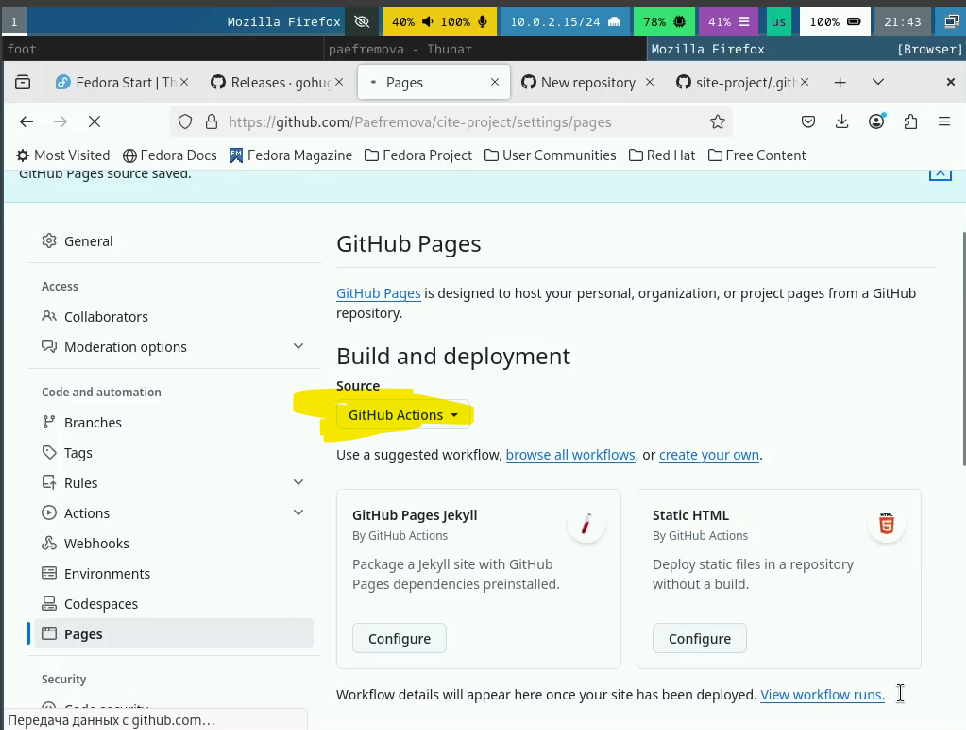 1
Mozilla Firefox
40% 100%
10.0.2.15/24
78%
41%
us
100%
21:43
foot
paefremova - Thunar
Mozilla Firefox
[Browser]
Fedora Start | Th
Releases · gohug
Pages
New repository
site-project/.gith
https://github.com/Paefremova/cite-project/settings/pages
Most Visited
Fedora Docs
Fedora Magazine
Fedora Project
User Communities
Red Hat
Free Content
GitHub Pages source saved.
General
Access
Collaborators
Moderation options
Code and automation
Branches
Tags
Rules
Actions
Webhooks
Environments
Codespaces
Pages
Security
Code security
GitHub Pages
GitHub Pages is designed to host your personal, organization, or project pages from a GitHub
repository.
Build and deployment
Source
GitHub Actions
Use a suggested workflow, browse all workflows, or create your own.
GitHub Pages Jekyll
By GitHub Actions
Package a Jekyll site with GitHub
Pages dependencies preinstalled.
Configure
Static HTML
By GitHub Actions
Deploy static files in a repository
without a build.
Configure
Workflow details will appear here once your site has been deployed. View workflow runs.
Передача данных с github.com…